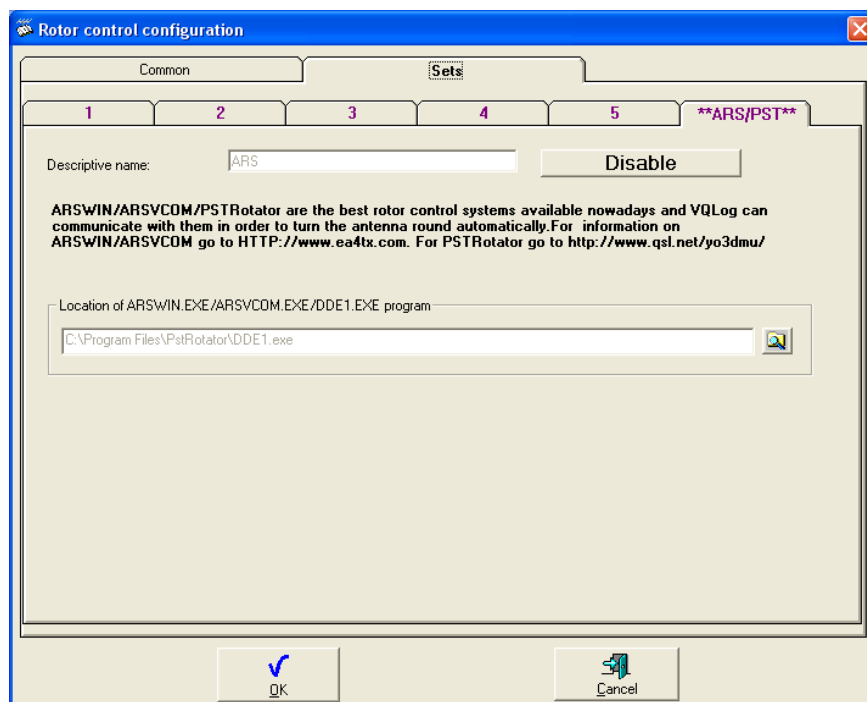 Rotor control configuration
Common
Sets
1
2
3
4
5
**ARS/PST**
Descriptive name:
ARS
Disable
ARSWIN/ARSVCOM/PSTRotator are the best rotor control systems available nowadays and VQLog can
communicate with them in order to turn the antenna round automatically.For information on
ARSWIN/ARSVCOM go to HTTP://www.ea4tx.com. For PSTRotator go to http://www.qsl.net/yo3dmu/
Location of ARSWIN.EXE/ARSVCOM.EXE/DDE1.EXE program
C:\Program Files\PstRotator\DDE1.exe
OK
Cancel